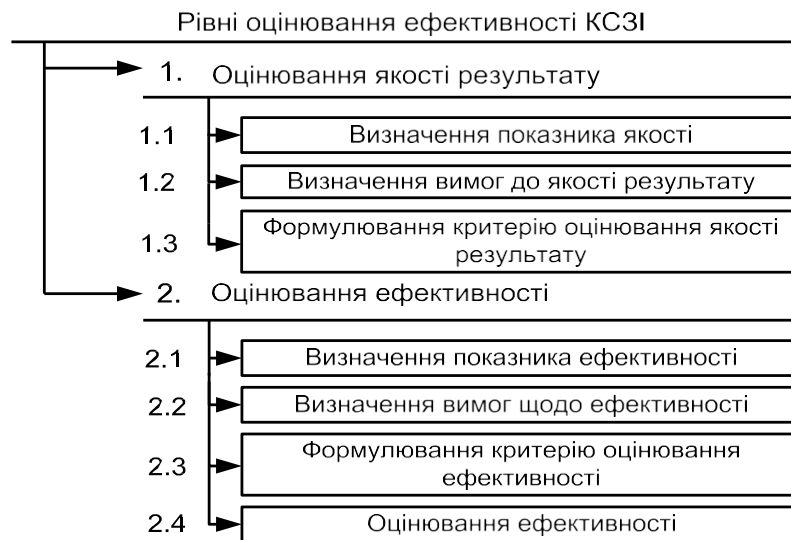 Рівні оцінювання ефективності КСЗІ
1. Оцінювання якості результату
1.1 Визначення показника якості
1.2 Визначення вимог до якості результату
1.3 Формулювання критерію оцінювання якості
результату
2. Оцінювання ефективності
2.1 Визначення показника ефективності
2.2 Визначення вимог щодо ефективності
2.3 Формулювання критерію оцінювання
ефективності
2.4 Оцінювання ефективності